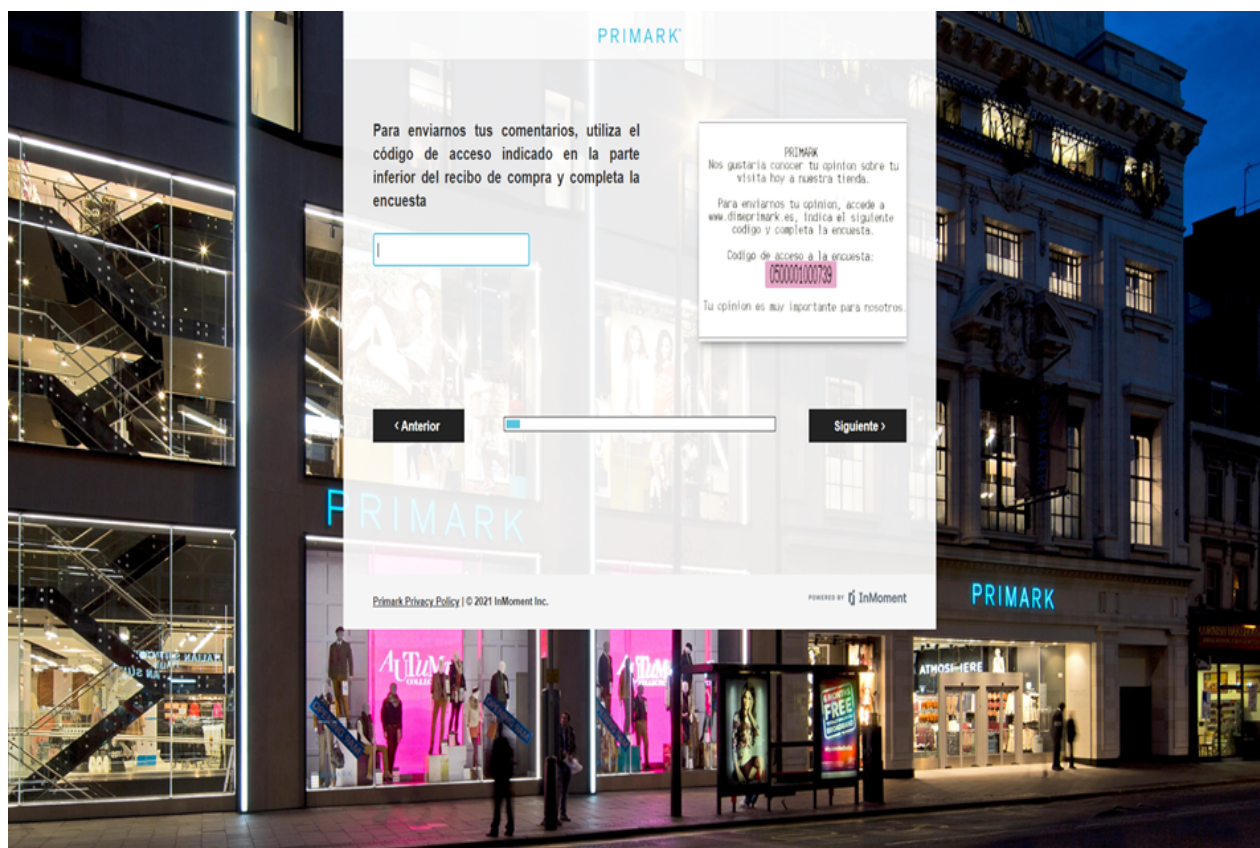 PRIMARK
Para enviarnos tus comentarios, utiliza el
código de acceso indicado en la parte
inferior del recibo de compra y completa la
encuesta
PRIMARK
Nos gustaria conocer tu opinion sobre tu
visita hoy a nuestra tienda.
Para enviarnos tu opinion, accede a
www.dimeprimark.es, indica el siguiente
codigo y completa la encuesta.
Codigo de acceso a la encuesta:
0500001000739
Tu opinion es muy importante para nosotros.
< Anterior
Siguiente >
PRIMARK
Primark Privacy Policy | © 2021 InMoment Inc.
POWERED BY InMoment
PRIMARK
AUTUMN
COLLECTION
ATMOSPHERE
FREE